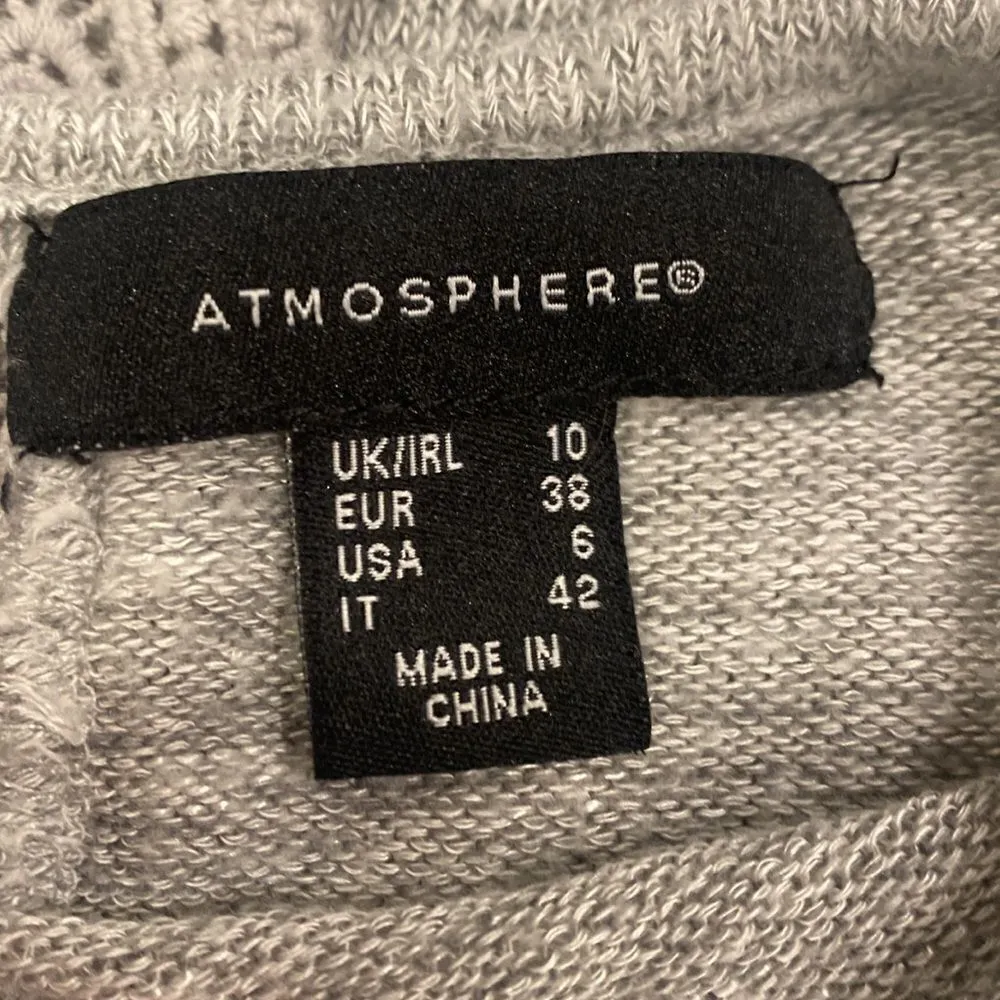 ATMOSPHERE®
UK/IRL 10
EUR 38
USA 6
IT 42
MADE IN
CHINA